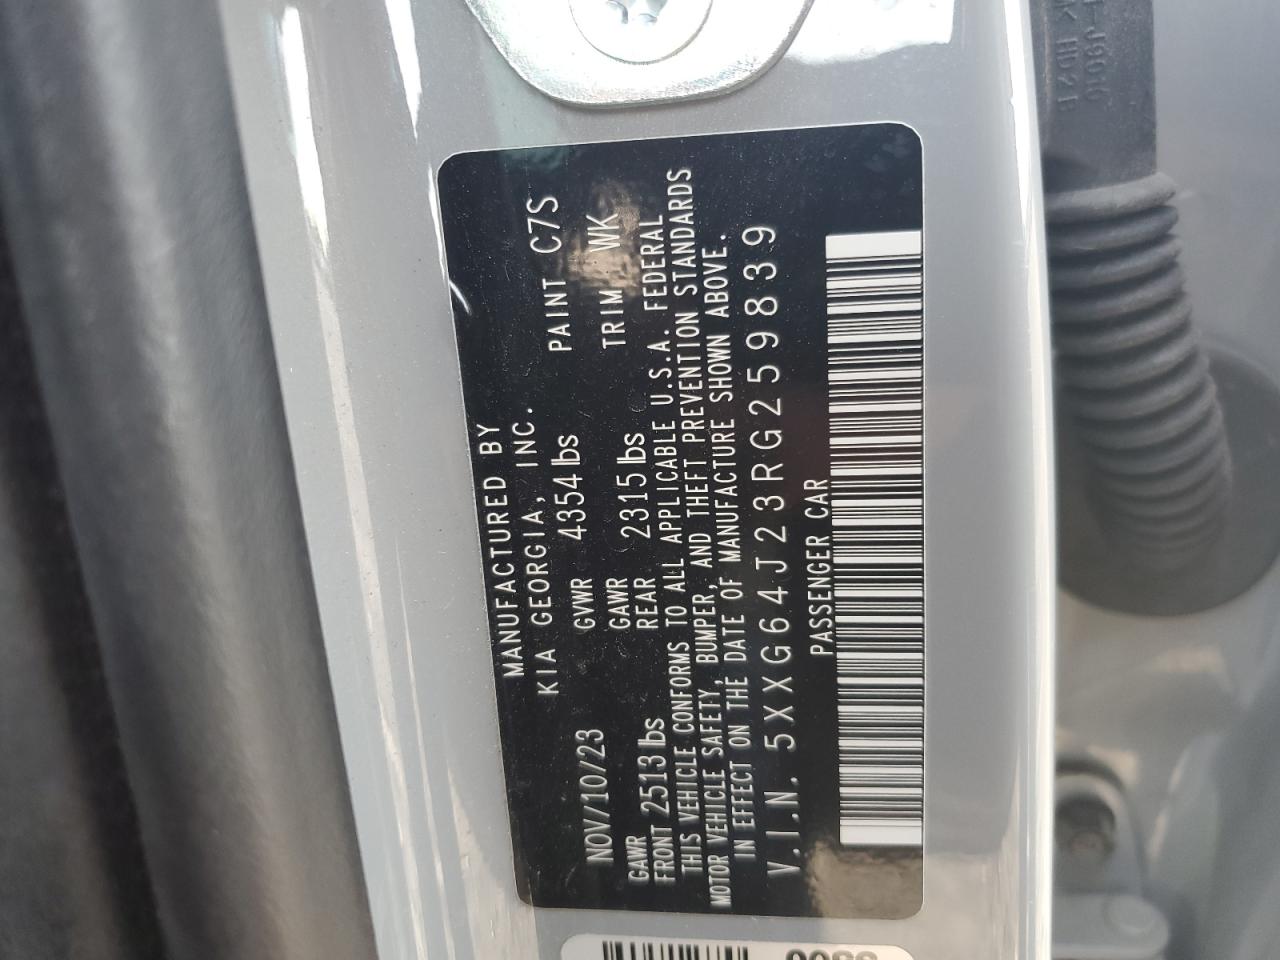 MANUFACTURED BY
KIA GEORGIA, INC.
NOV/10/23 GVWR 4354 lbs PAINT C7S
GAWR GAWR TRIM WK
FRONT 2513 lbs REAR 2315 lbs
THIS VEHICLE CONFORMS TO ALL APPLICABLE U.S.A. FEDERAL
MOTOR VEHICLE SAFETY, BUMPER, AND THEFT PREVENTION STANDARDS
IN EFFECT ON THE DATE OF MANUFACTURE SHOWN ABOVE.
V.I.N. 5XXG64J23RG259839
PASSENGER CAR